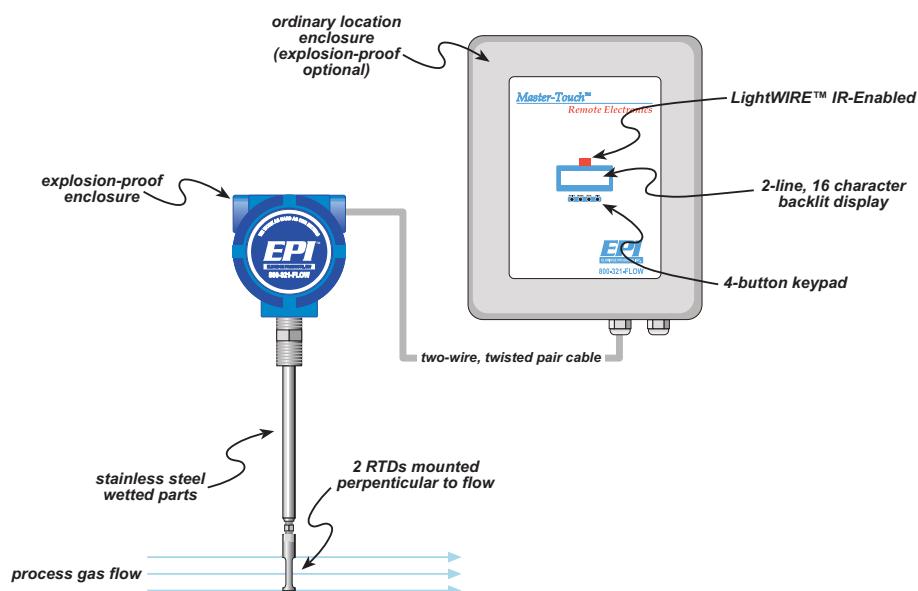 ordinary location
enclosure
(explosion-proof
optional)
Master-Touch™
Remote Electronics
LightWIRE™ IR-Enabled
explosion-proof
enclosure
2-line, 16 character
backlit display
EPI™
800-321-FLOW
EPI
800-321-FLOW
4-button keypad
two-wire, twisted pair cable
stainless steel
wetted parts
2 RTDs mounted
perpenticular to flow
process gas flow